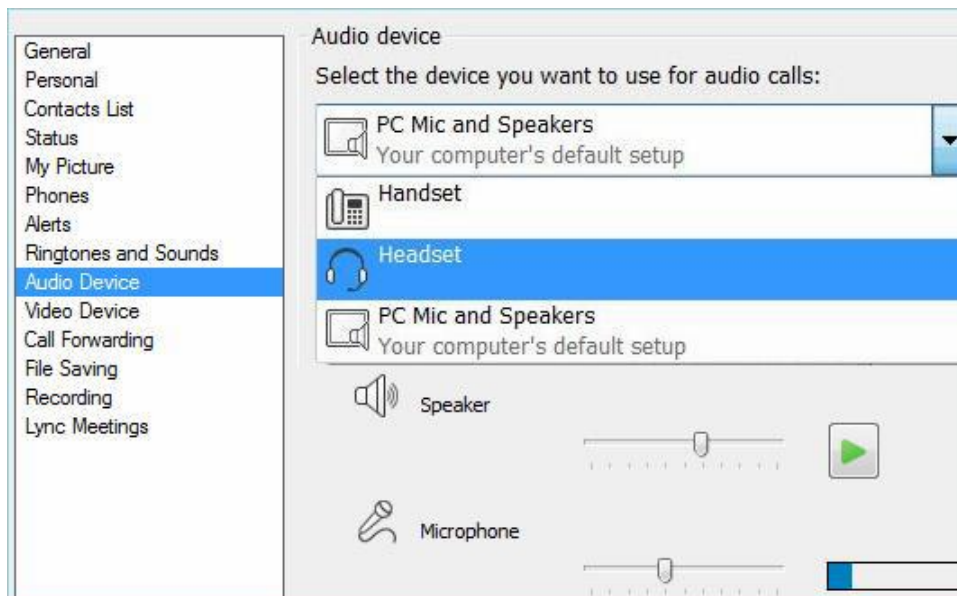 General
Personal
Contacts List
Status
My Picture
Phones
Alerts
Ringtones and Sounds
Audio Device
Video Device
Call Forwarding
File Saving
Recording
Lync Meetings
Audio device
Select the device you want to use for audio calls:
PC Mic and Speakers
Your computer's default setup
Handset
Headset
PC Mic and Speakers
Your computer's default setup
Speaker
Microphone